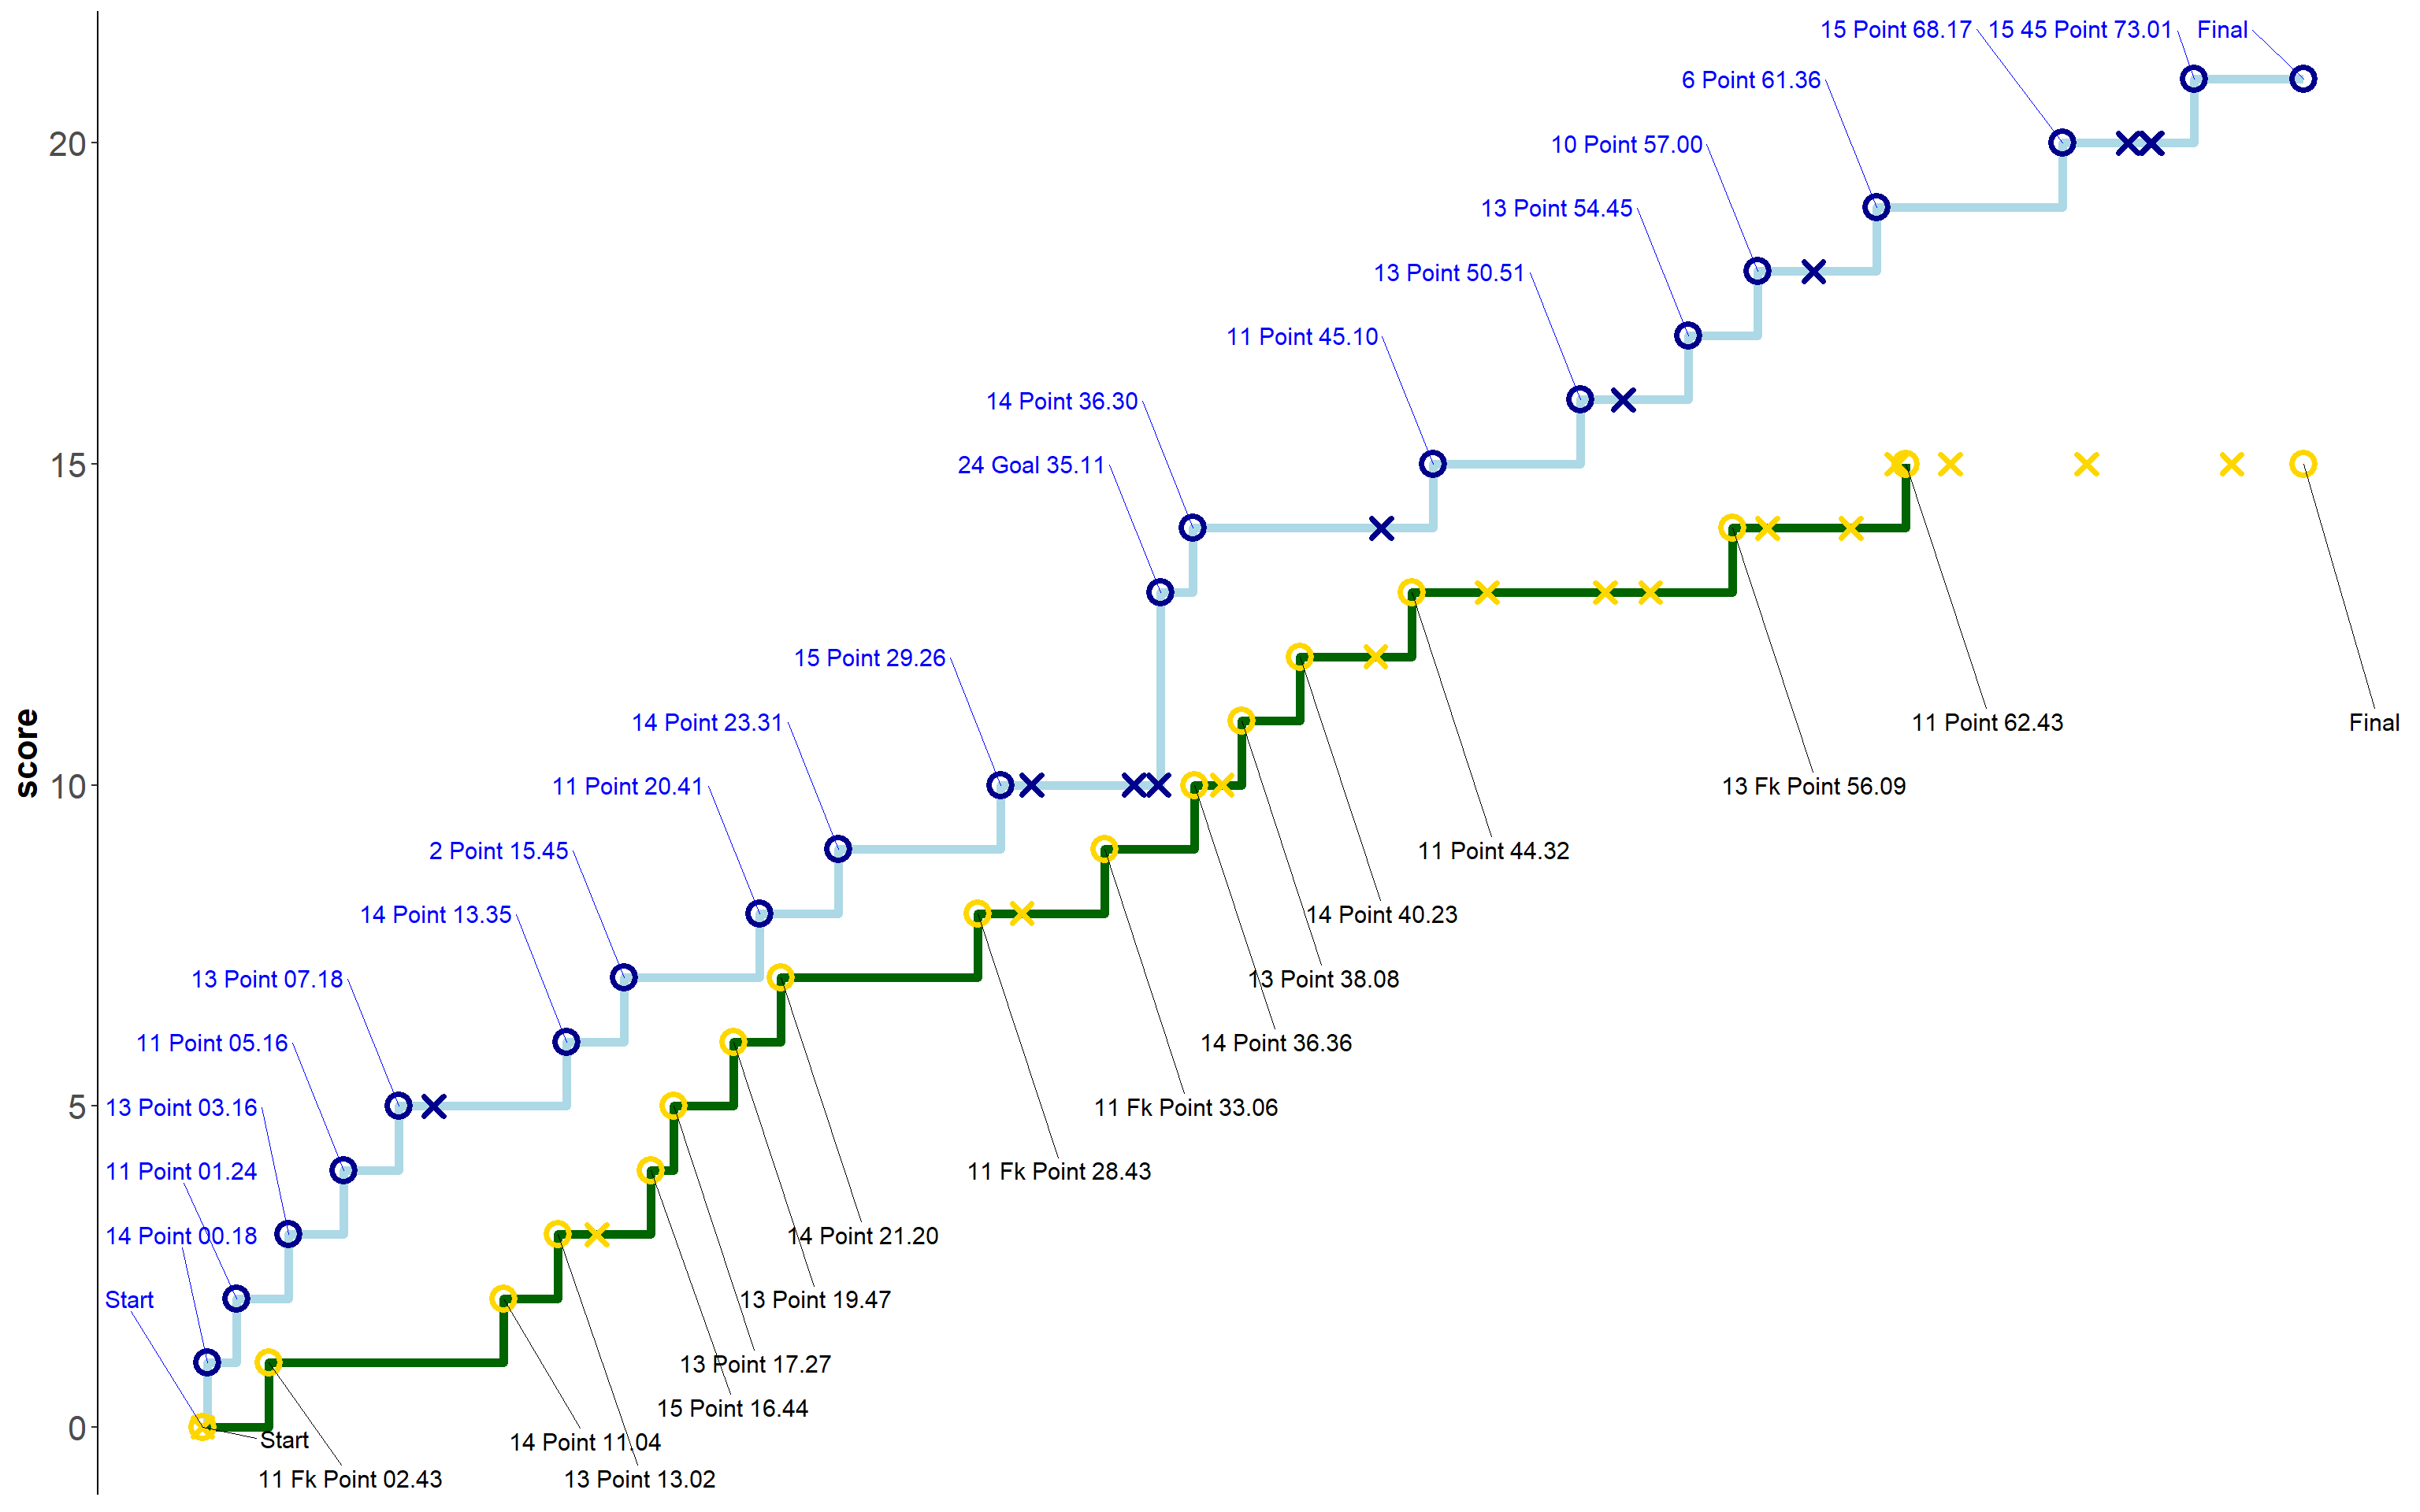 15 Point 68.17
15 45 Point 73.01
Final
6 Point 61.36
20
10 Point 57.00
13 Point 54.45
13 Point 50.51
11 Point 45.10
14 Point 36.30
24 Goal 35.11
15
15 Point 29.26
14 Point 23.31
11 Point 62.43
Final
score
10
11 Point 20.41
13 Fk Point 56.09
2 Point 15.45
11 Point 44.32
14 Point 13.35
14 Point 40.23
13 Point 07.18
13 Point 38.08
11 Point 05.16
14 Point 36.36
5
13 Point 03.16
11 Fk Point 33.06
11 Point 01.24
11 Fk Point 28.43
14 Point 00.18
14 Point 21.20
Start
13 Point 19.47
13 Point 17.27
15 Point 16.44
0
Start
14 Point 11.04
11 Fk Point 02.43
13 Point 13.02